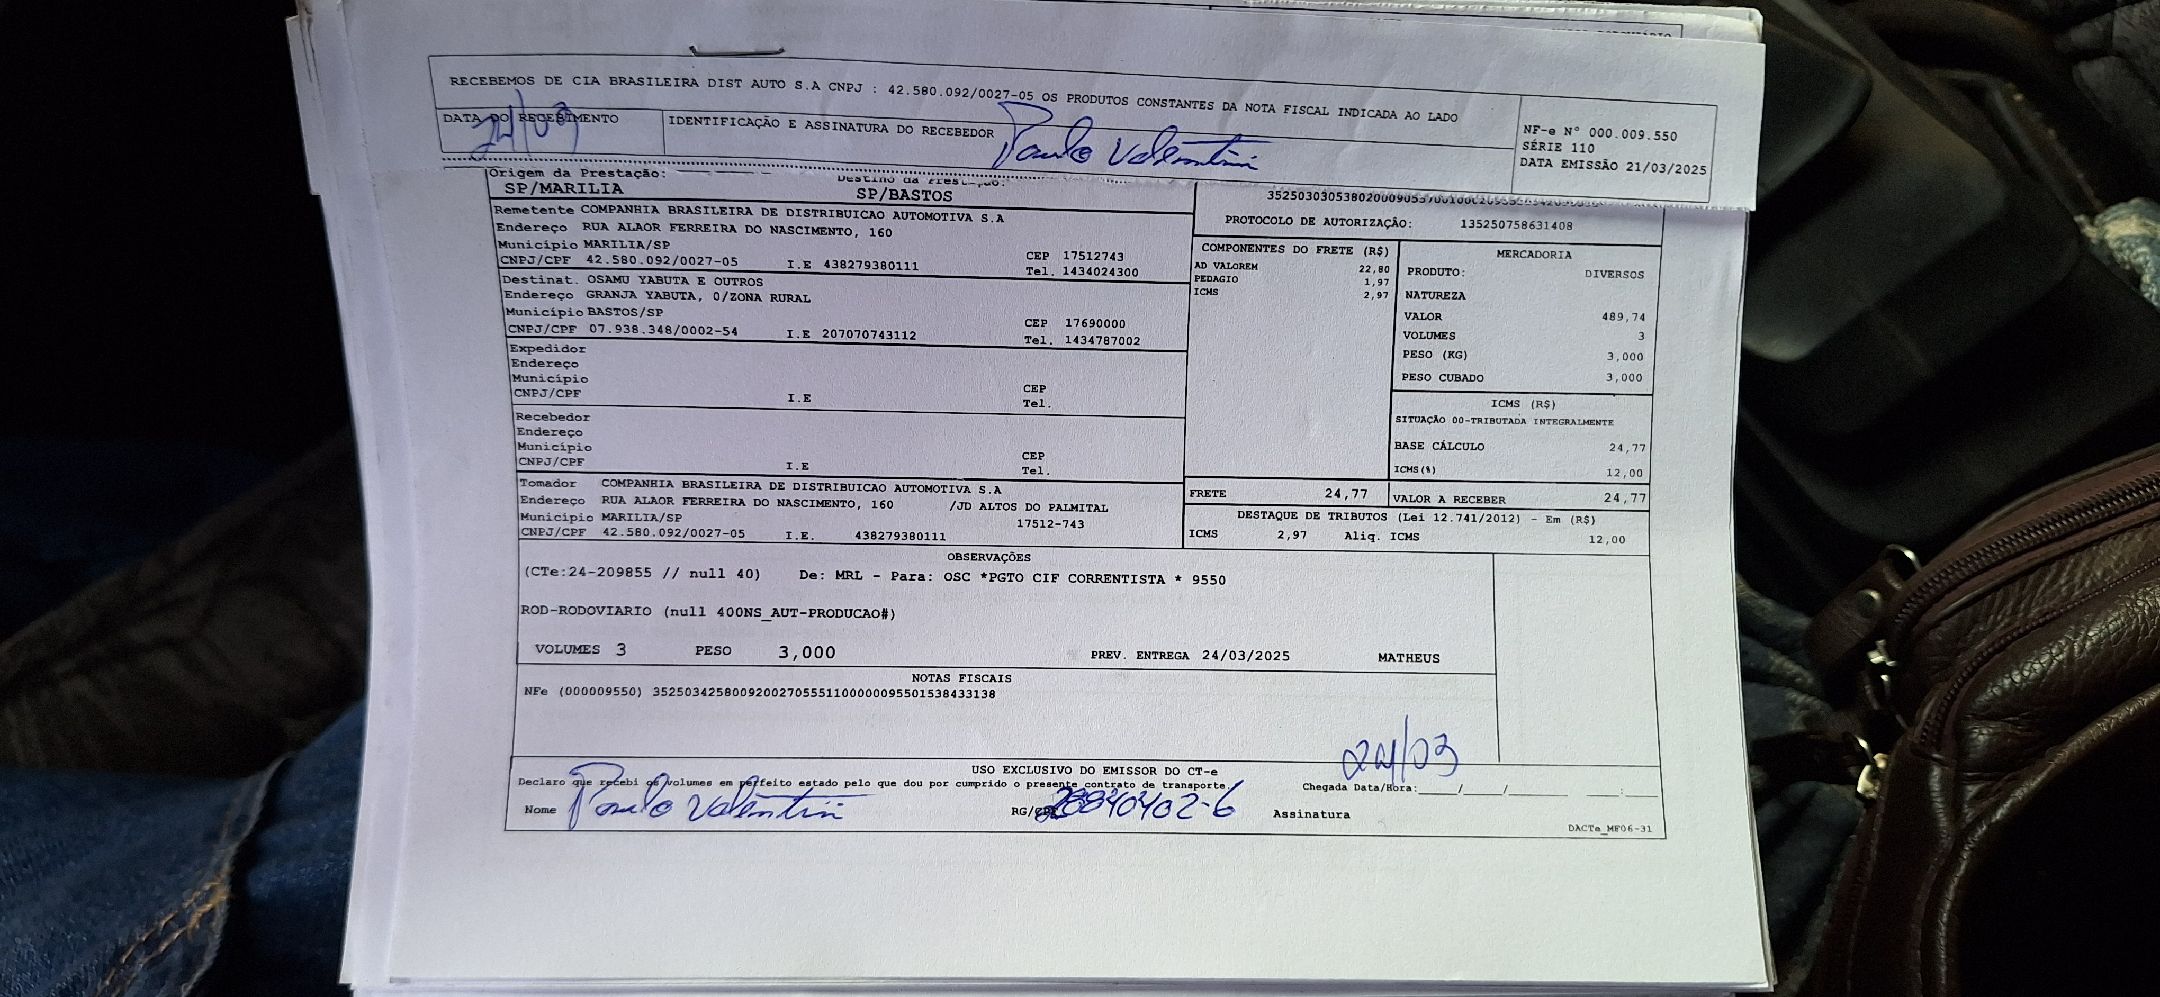 RECEBEMOS DE CIA BRASILEIRA DIST AUTO S.A CNPJ : 42.580.092/0027-05 OS PRODUTOS CONSTANTES DA NOTA FISCAL INDICADA AO LADO
DATA DO RECEBIMENTO
24/03
IDENTIFICAÇÃO E ASSINATURA DO RECEBEDOR
Paulo Valentini
NF-e N° 000.009.550
SÉRIE 110
DATA EMISSÃO 21/03/2025
Origem da Prestação:
SP/MARILIA
SP/BASTOS
Remetente COMPANHIA BRASILEIRA DE DISTRIBUICAO AUTOMOTIVA S.A
Endereço RUA ALAOR FERREIRA DO NASCIMENTO, 160
Município MARILIA/SP CEP 17512743
CNPJ/CPF 42.580.092/0027-05 I.E 438279380111 Tel. 1434024300
Destinat. OSAMU YABUTA E OUTROS
Endereço GRANJA YABUTA, 0/ZONA RURAL
Município BASTOS/SP CEP 17690000
CNPJ/CPF 07.938.348/0002-54 I.E 207070743112 Tel. 1434787002
Expedidor
Endereço
Município CEP
CNPJ/CPF I.E Tel.
Recebedor
Endereço
Município CEP
CNPJ/CPF I.E Tel.
Tomador COMPANHIA BRASILEIRA DE DISTRIBUICAO AUTOMOTIVA S.A
Endereço RUA ALAOR FERREIRA DO NASCIMENTO, 160 /JD ALTOS DO PALMITAL
Município MARILIA/SP 17512-743
CNPJ/CPF 42.580.092/0027-05 I.E. 438279380111
PROTOCOLO DE AUTORIZAÇÃO: 135250758631408
COMPONENTES DO FRETE (R$)
AD VALOREM 22,80
PEDAGIO 1,97
ICMS 2,97
MERCADORIA
PRODUTO: DIVERSOS
NATUREZA
VALOR 489,74
VOLUMES 3
PESO (KG) 3,000
PESO CUBADO 3,000
ICMS (R$)
SITUAÇÃO 00-TRIBUTADA INTEGRALMENTE
BASE CÁLCULO 24,77
ICMS(%) 12,00
FRETE 24,77 VALOR A RECEBER 24,77
DESTAQUE DE TRIBUTOS (Lei 12.741/2012) - Em (R$)
ICMS 2,97 Aliq. ICMS 12,00
OBSERVAÇÕES
(CTe:24-209855 // null 40) De: MRL - Para: OSC *PGTO CIF CORRENTISTA * 9550
ROD-RODOVIARIO (null 400NS_AUT-PRODUCAO#)
VOLUMES 3 PESO 3,000 PREV. ENTREGA 24/03/2025 MATHEUS
NOTAS FISCAIS
NFe (000009550) 35250342580092002705551100000095501538433138
USO EXCLUSIVO DO EMISSOR DO CT-e
24/03
Declaro que recebi os volumes em perfeito estado pelo que dou por cumprido o presente contrato de transporte. Chegada Data/Hora:____/____/________ ____:____
Nome Paulo Valentini RG/ Assinatura
DACTe_MF06-31